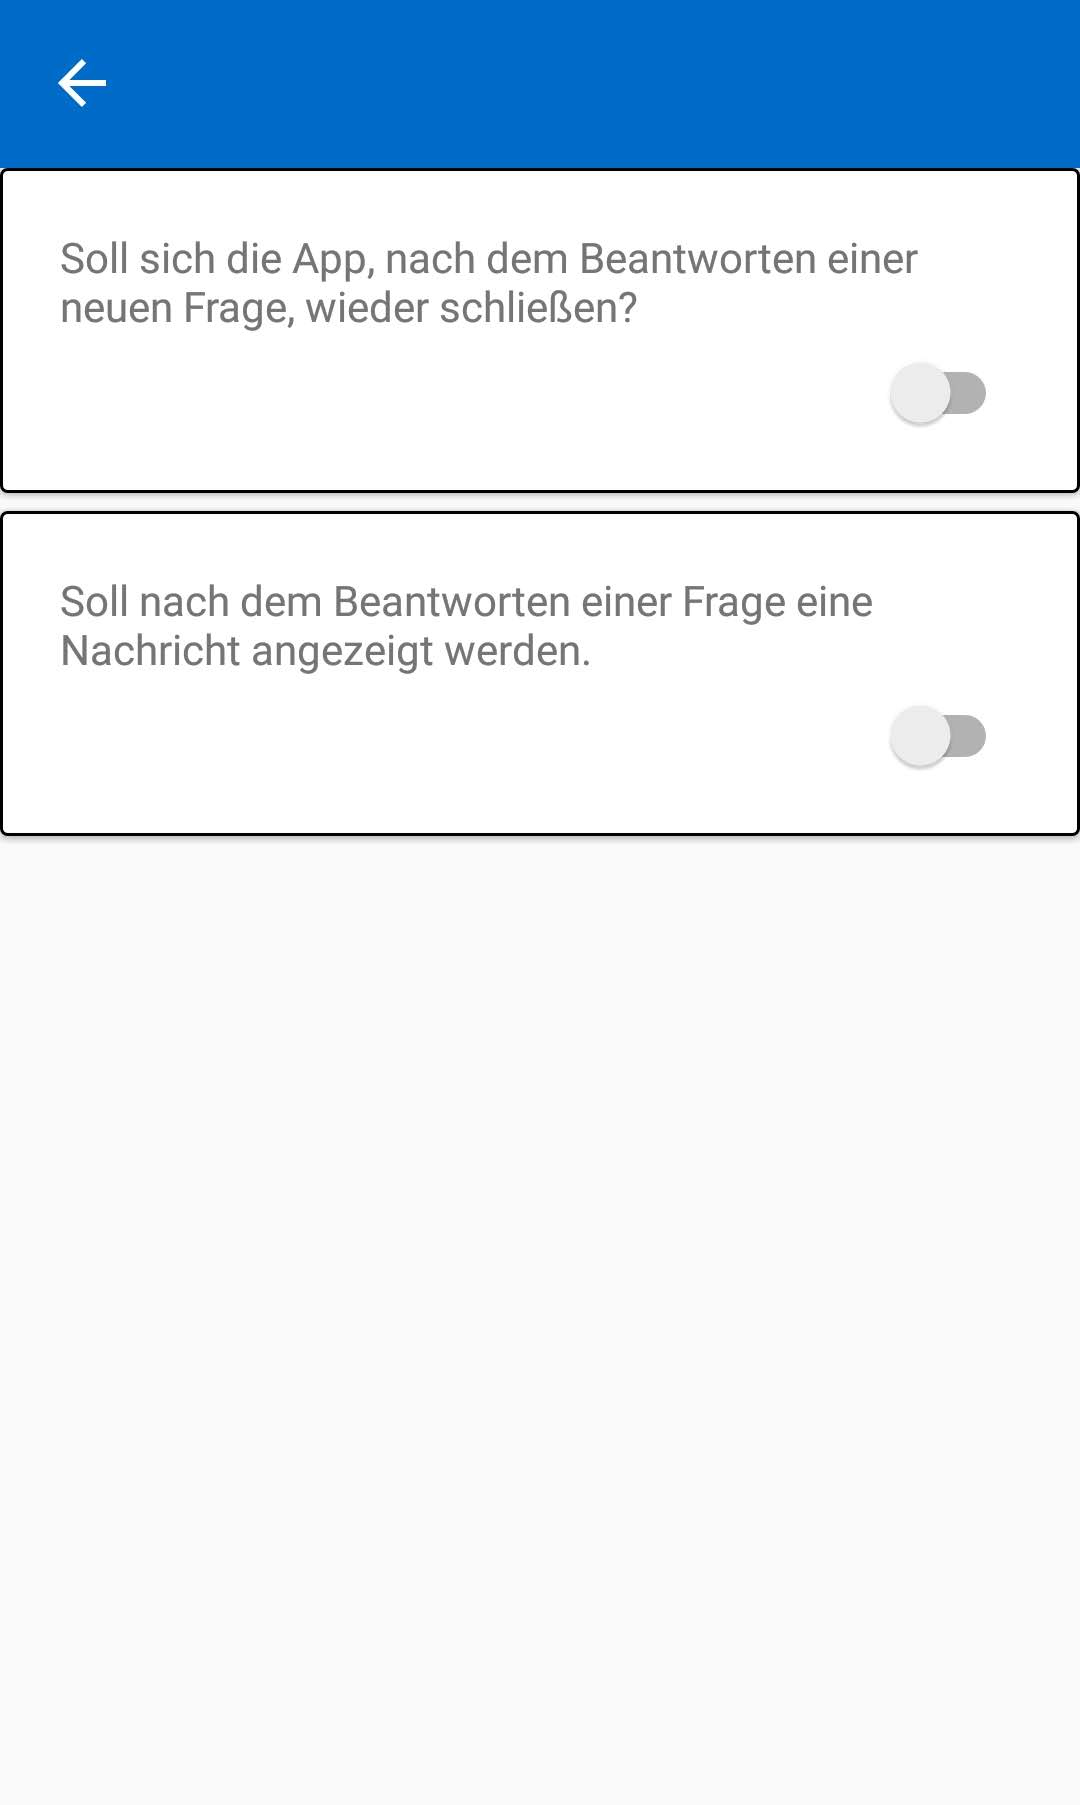 Soll sich die App, nach dem Beantworten einer
neuen Frage, wieder schließen?
Soll nach dem Beantworten einer Frage eine
Nachricht angezeigt werden.